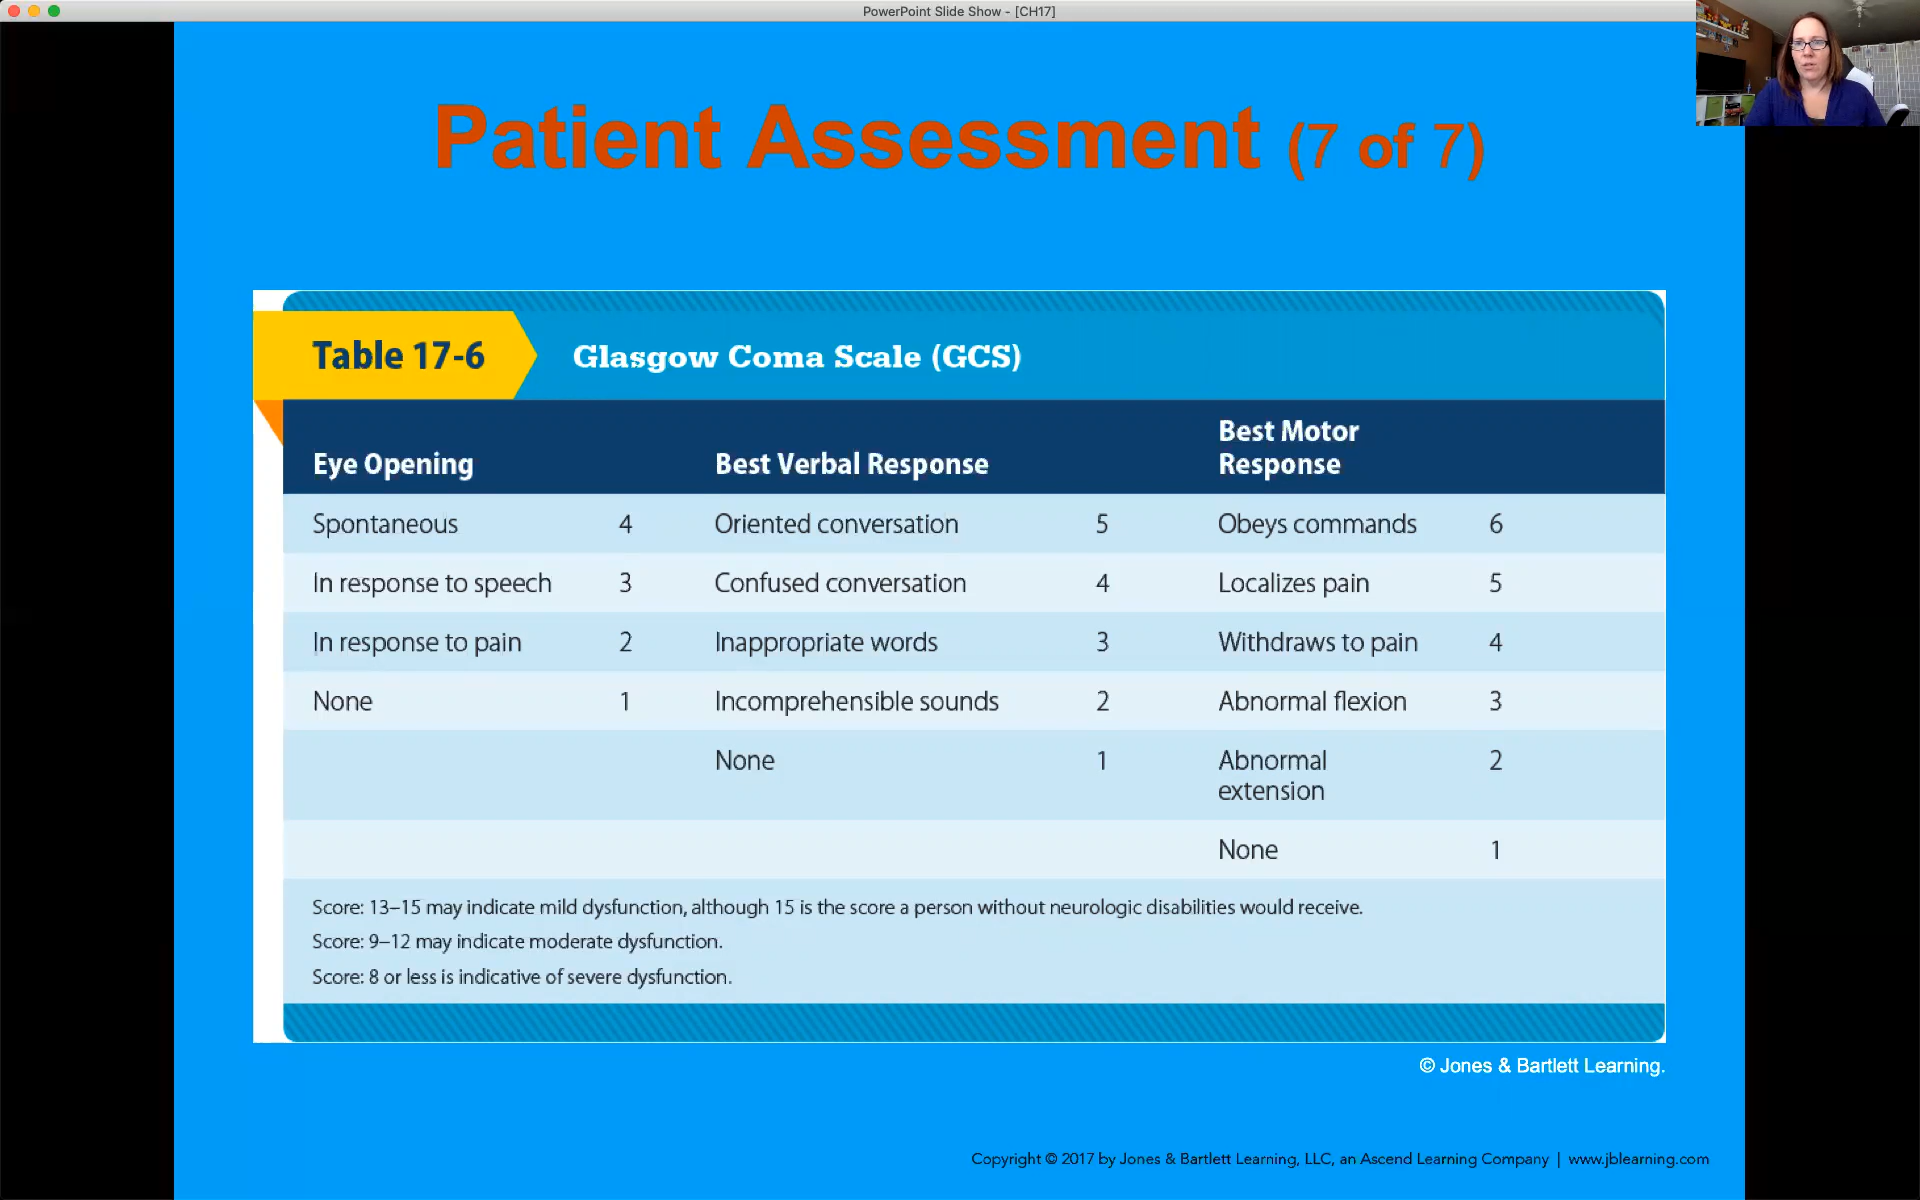 PowerPoint Slide Show - [CH17]
Patient Assessment (7 of 7)
Table 17-6 Glasgow Coma Scale (GCS)
Eye Opening Best Verbal Response Best Motor Response
Spontaneous 4 Oriented conversation 5 Obeys commands 6
In response to speech 3 Confused conversation 4 Localizes pain 5
In response to pain 2 Inappropriate words 3 Withdraws to pain 4
None 1 Incomprehensible sounds 2 Abnormal flexion 3
None 1 Abnormal extension 2
None 1
Score: 13–15 may indicate mild dysfunction, although 15 is the score a person without neurologic disabilities would receive.
Score: 9–12 may indicate moderate dysfunction.
Score: 8 or less is indicative of severe dysfunction.
© Jones & Bartlett Learning.
Copyright © 2017 by Jones & Bartlett Learning, LLC, an Ascend Learning Company | www.jblearning.com